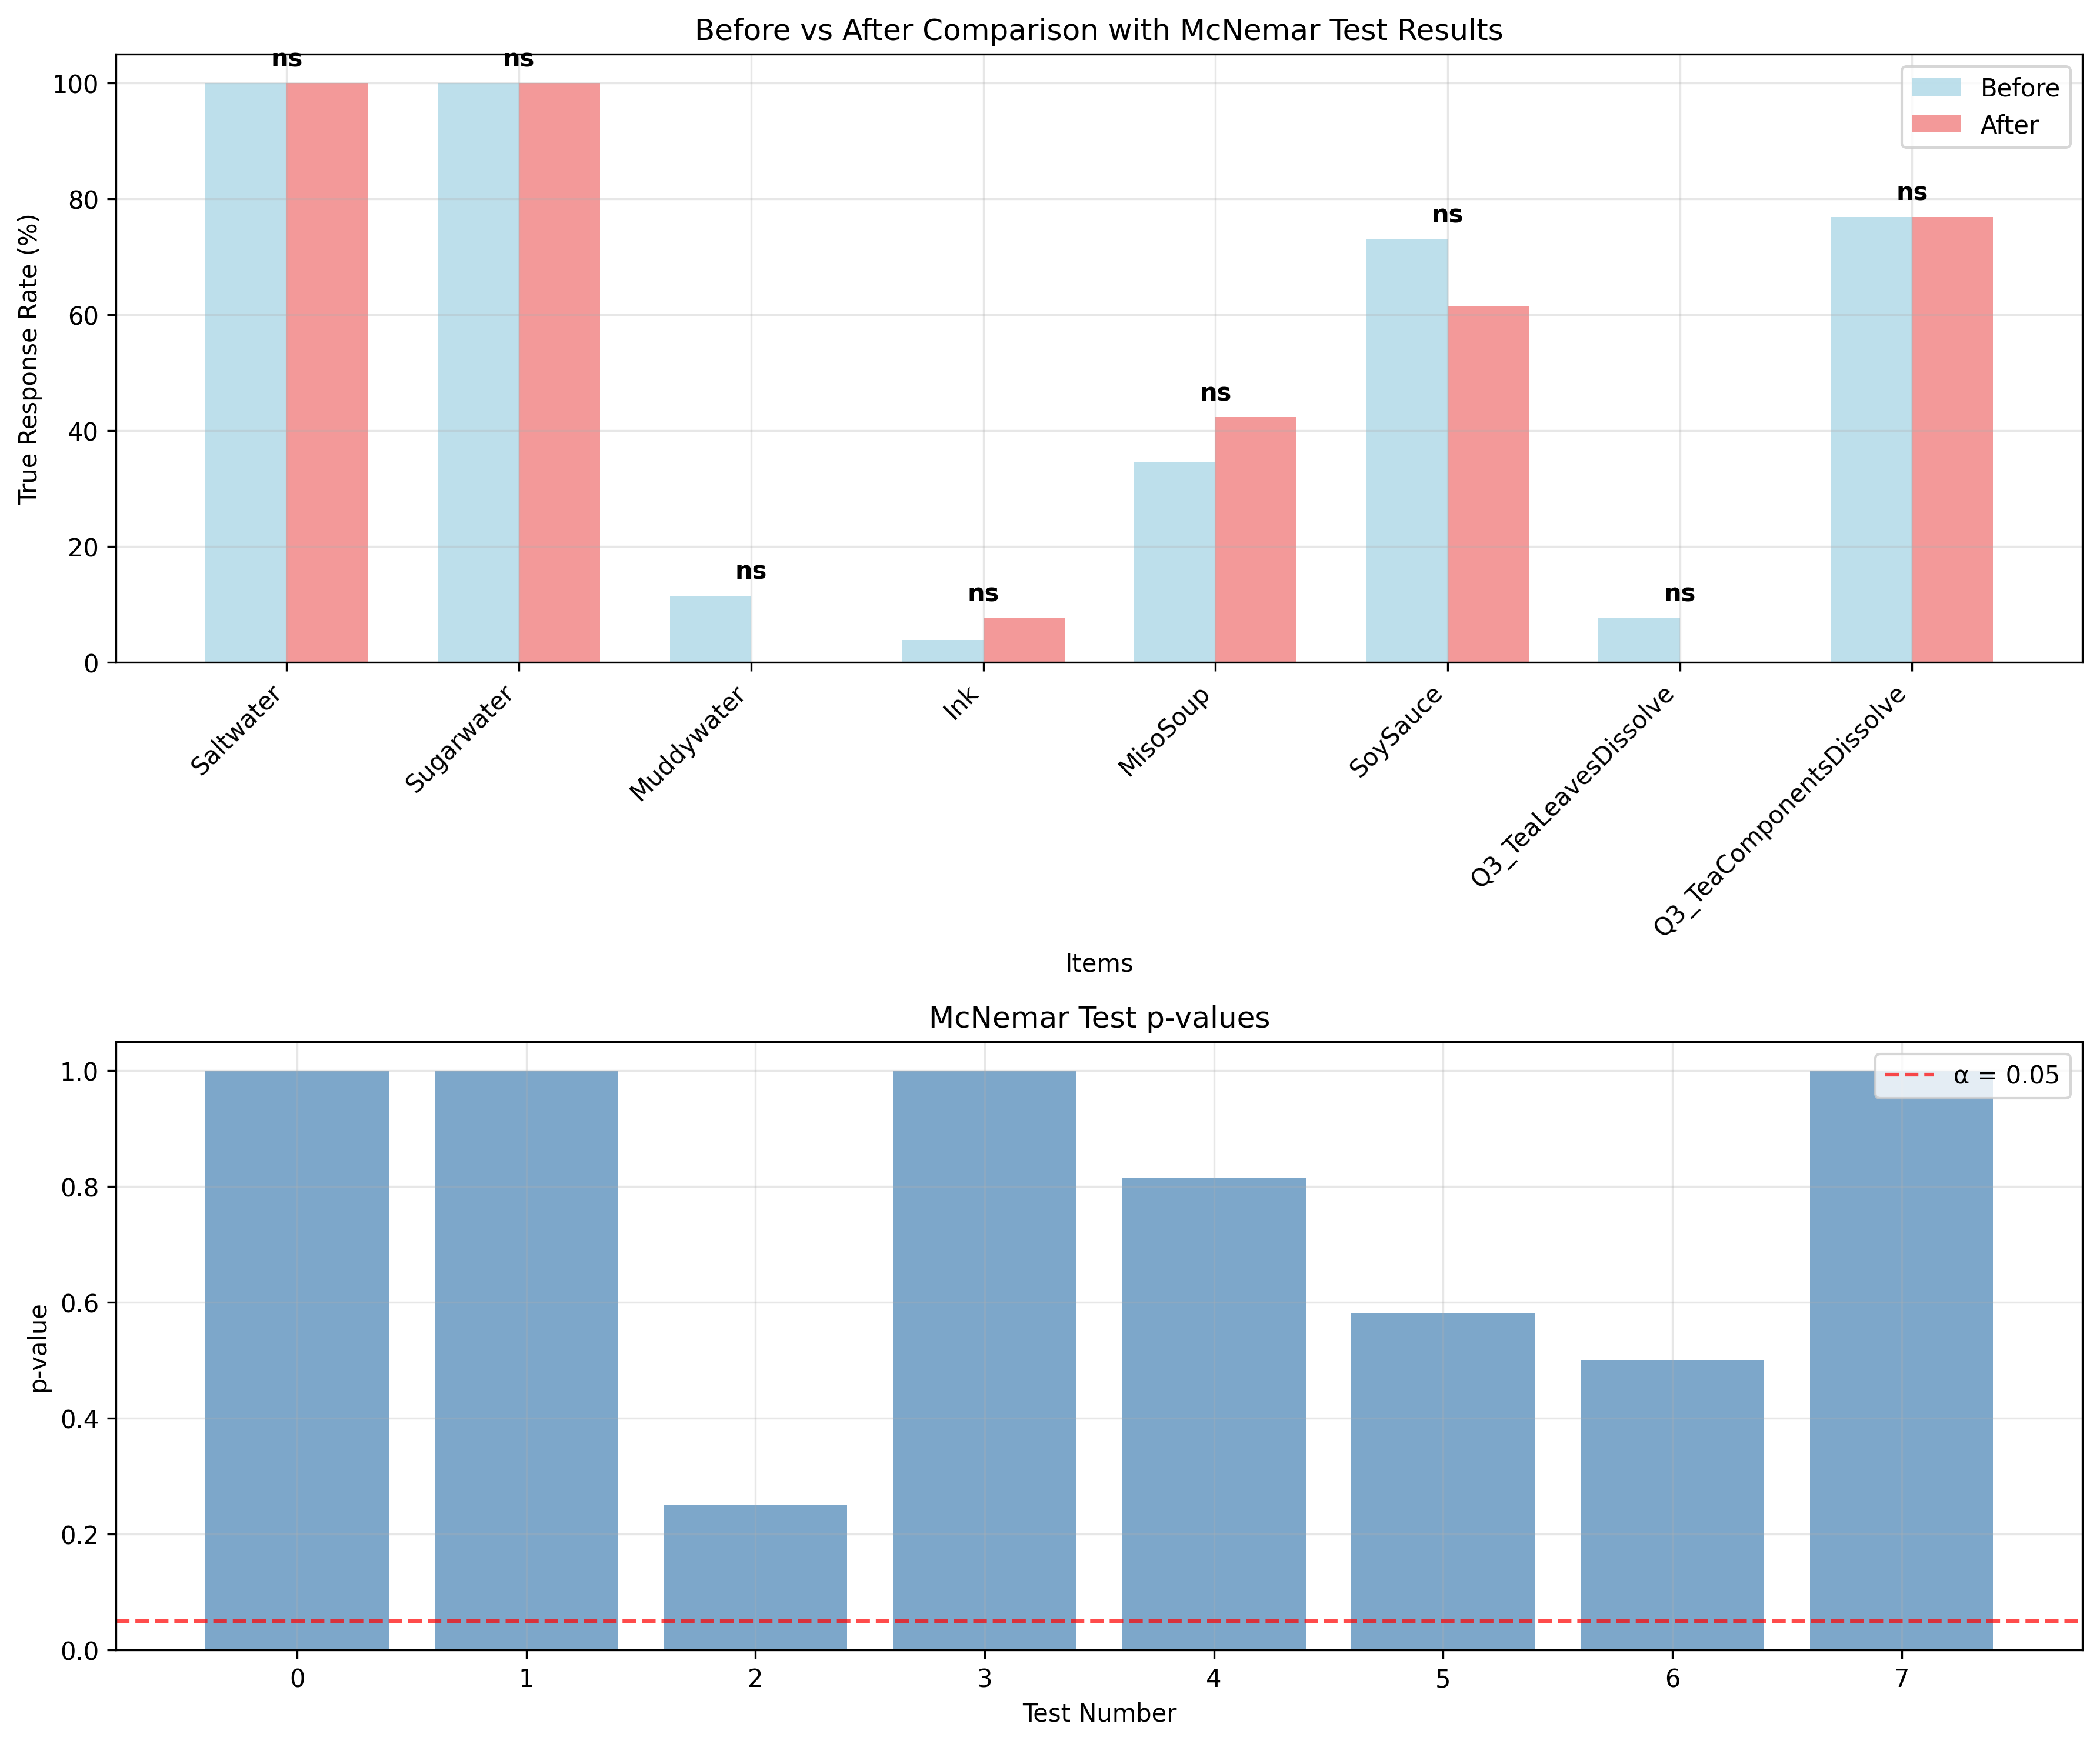 Before vs After Comparison with McNemar Test Results
True Response Rate (%)
100
80
60
40
20
0
ns
ns
ns
ns
ns
ns
ns
ns
Before
After
Saltwater
Sugarwater
Muddywater
Ink
MisoSoup
SoySauce
Q3_TeaLeavesDissolve
Q3_TeaComponentsDissolve
Items
McNemar Test p-values
p-value
1.0
0.8
0.6
0.4
0.2
0.0
α = 0.05
0
1
2
3
4
5
6
7
Test Number